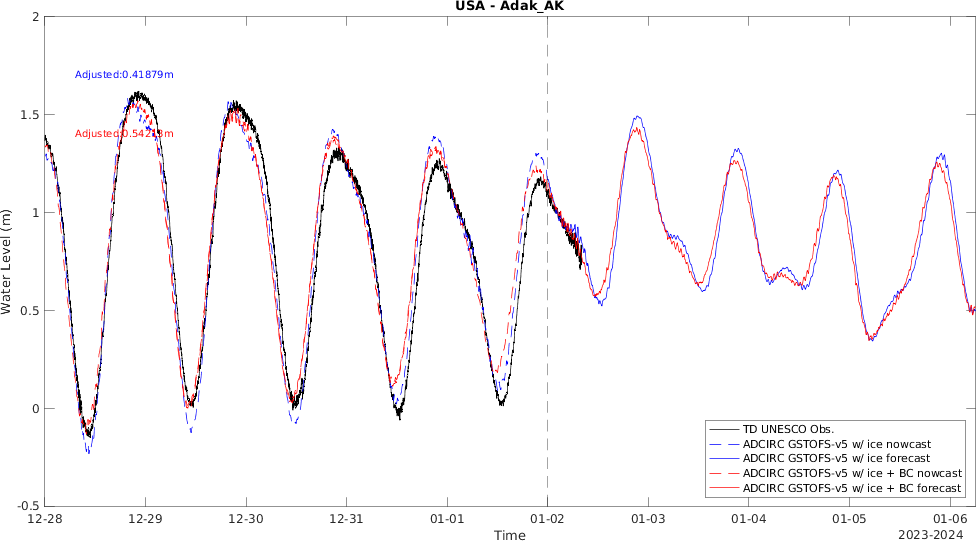 USA - Adak_AK
2
Adjusted:0.41879m
1.5
1
0.5
0
-0.5
Water Level (m)
TD UNESCO Obs.
ADCIRC GSTOFS-v5 w/ ice nowcast
ADCIRC GSTOFS-v5 w/ ice forecast
ADCIRC GSTOFS-v5 w/ ice + BC nowcast
ADCIRC GSTOFS-v5 w/ ice + BC forecast
12-28 12-29 12-30 12-31 01-01 01-02 01-03 01-04 01-05 01-06
Time
2023-2024